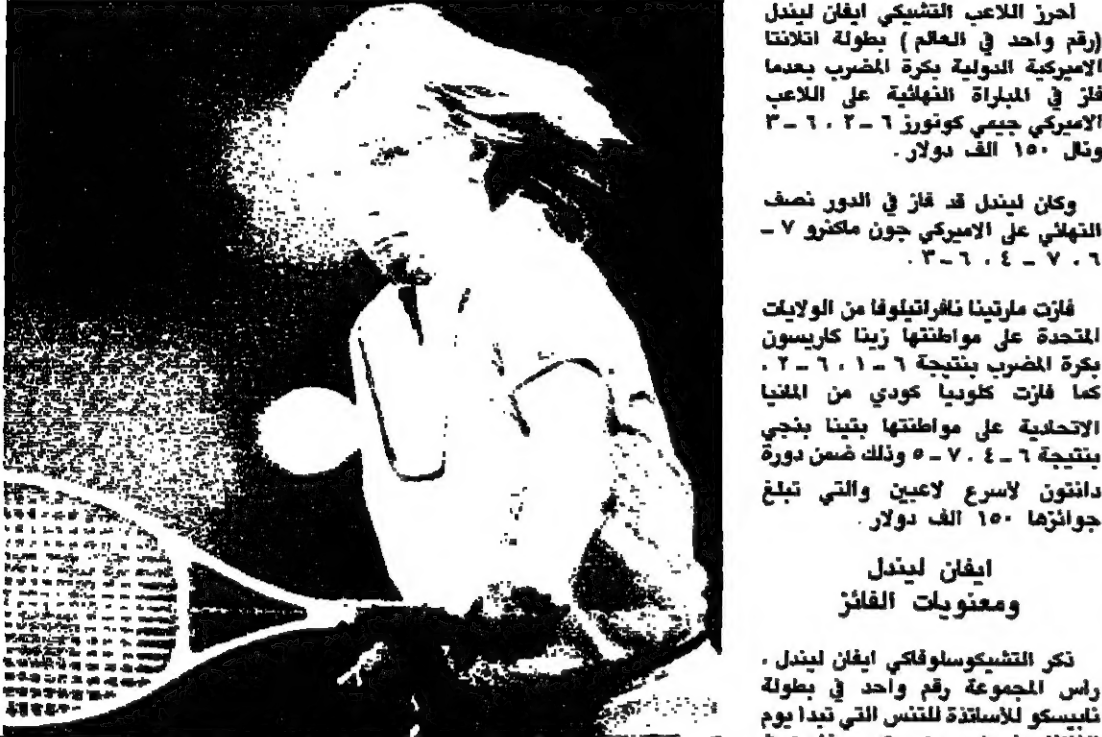 احرز اللاعب التشيكي ايفان ليندل
(رقم واحد في العالم) بطولة اتلانتا
الاميركية الدولية بكرة المضرب بعدما
فاز في المباراة النهائية على اللاعب
الاميركي جيمي كونورز ٦ - ٢ ، ٦ - ٣
ونال ١٥٠ الف دولار .
وكان ليندل قد فاز في الدور نصف
النهائي على الاميركي جون ماكنرو ٧ -
٦ ، ٧ - ٤ ، ٦ - ٣ .
فازت مارتينا نافراتيلوفا من الولايات
المتحدة على مواطنتها زينا كاريسون
بكرة المضرب بنتيجة ٦ - ١ ، ٦ - ٢ ،
كما فازت كلوديا كودي من المانيا
الاتحادية على مواطنتها بتينا بنجي
بنتيجة ٦ - ٤ ، ٧ - ٥ وذلك ضمن دورة
دانتون لاسرع لاعبين والتي تبلغ
جوائزها ١٥٠ الف دولار .
ايفان ليندل
ومعنويات الفائز
ذكر التشيكوسلوفاكي ايفان ليندل ،
راس المجموعة رقم واحد في بطولة
نابيسكو للأساتذة للتنس التي تبدا يوم